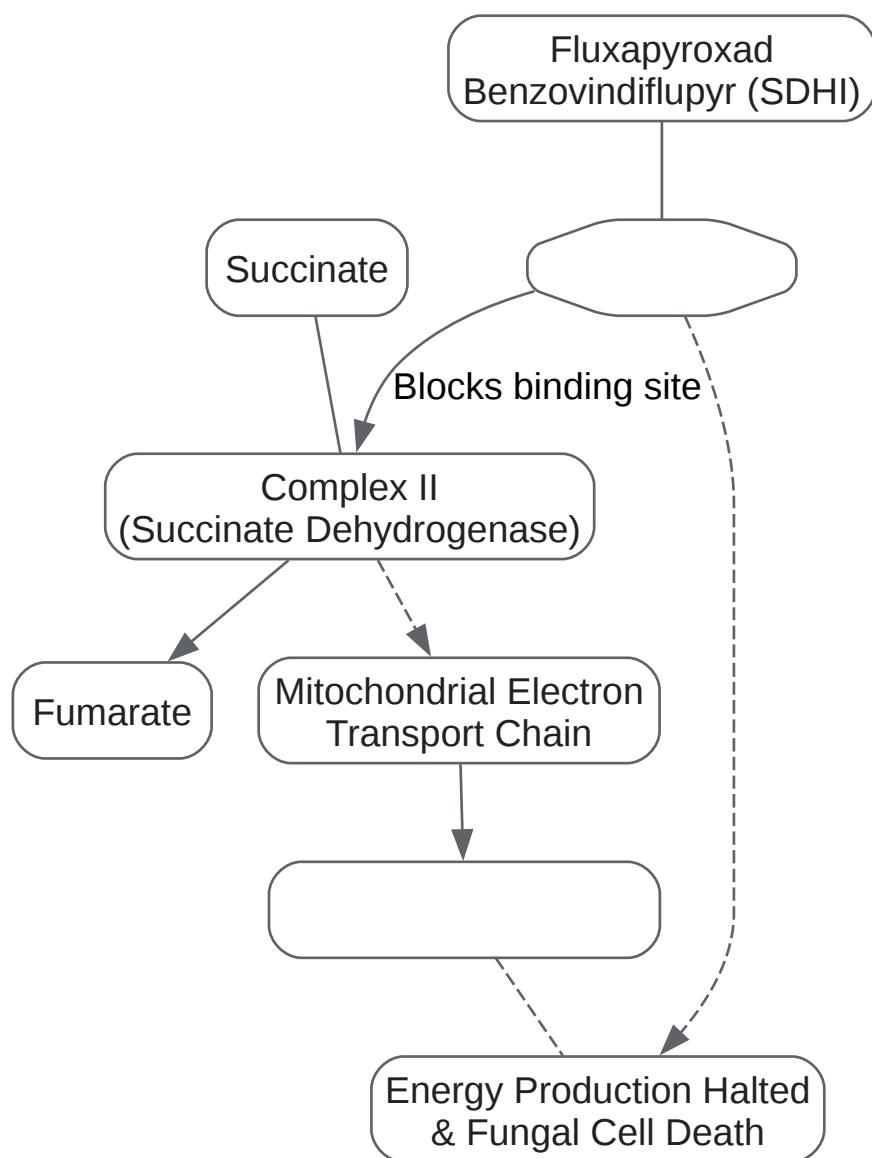 Fluxapyroxad
Benzovindiflupyr (SDHI)
Succinate
Blocks binding site
Complex II
(Succinate Dehydrogenase)
Fumarate
Mitochondrial Electron
Transport Chain
Energy Production Halted
& Fungal Cell Death